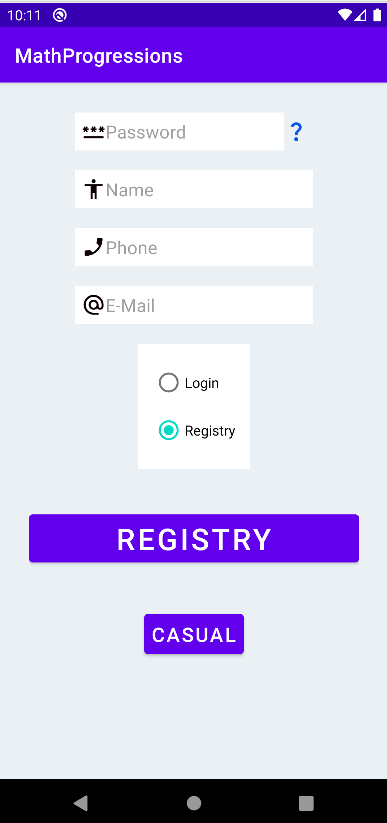 10:11
MathProgressions
***Password
?
Name
Phone
@E-Mail
Login
Registry
REGISTRY
CASUAL